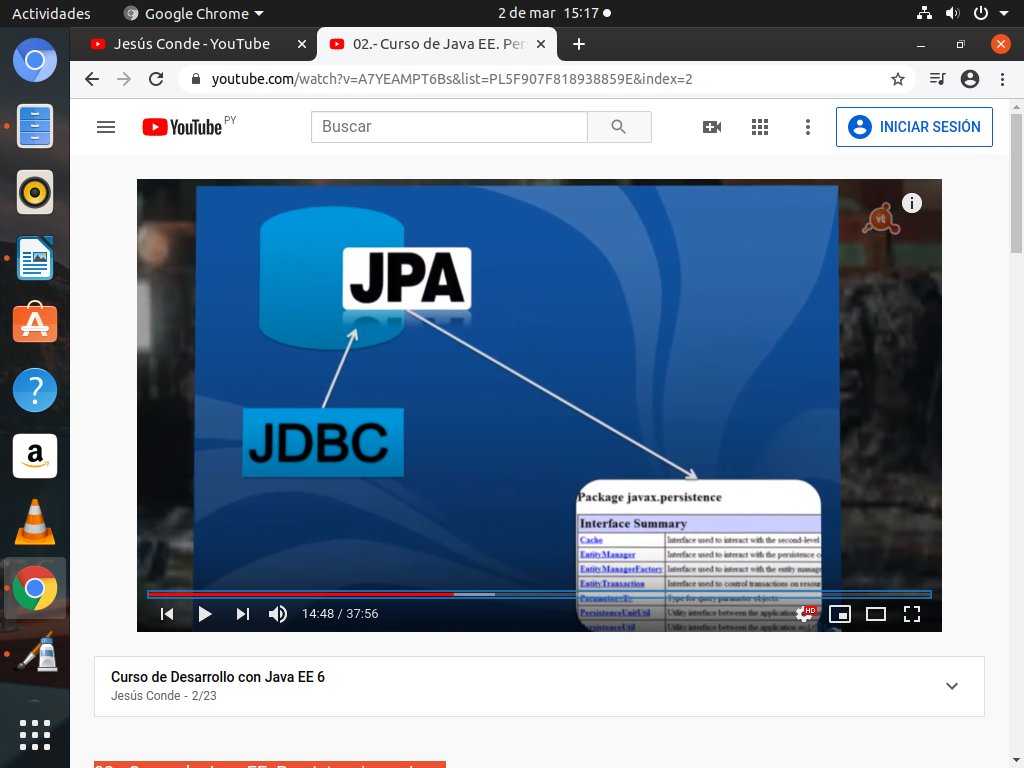 Actividades
Google Chrome
2 de mar 15:17
Jesús Conde - YouTube
02.- Curso de Java EE. Per
youtube.com/watch?v=A7YEAMPT6Bs&list=PL5F907F818938859E&index=2
YouTube PY
Buscar
INICIAR SESIÓN
JPA
JDBC
Package javax.persistence
Interface Summary
Cache Interface used to interact with the second-level
EntityManager Interface used to interact with the persistence c
EntityManagerFactory Interface used to interact with the entity manage
EntityTransaction Interface used to control transactions on resour
Parameter<T> Type for query parameter objects.
PersistenceUnitUtil Utility interface between the application and
PersistenceUtil Utility interface between the application
14:48 / 37:56
HD
Curso de Desarrollo con Java EE 6
Jesús Conde - 2/23